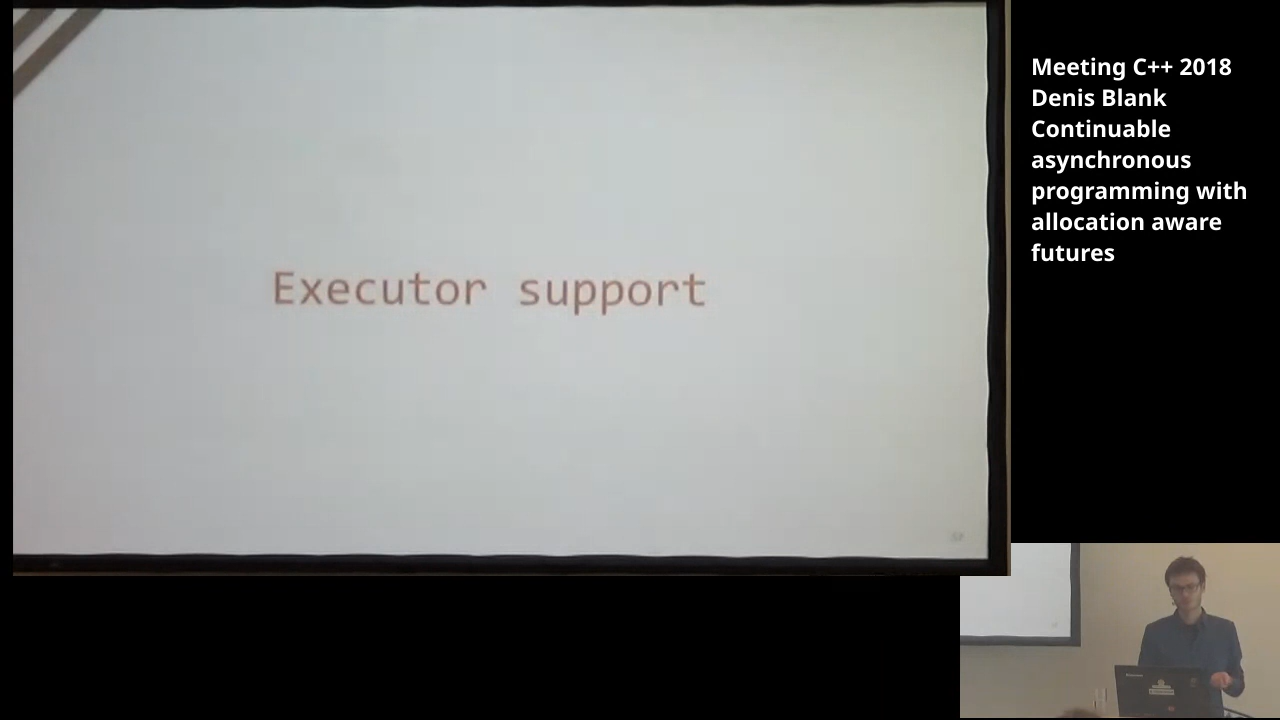 Executor support
Meeting C++ 2018
Denis Blank
Continuable
asynchronous
programming with
allocation aware
futures